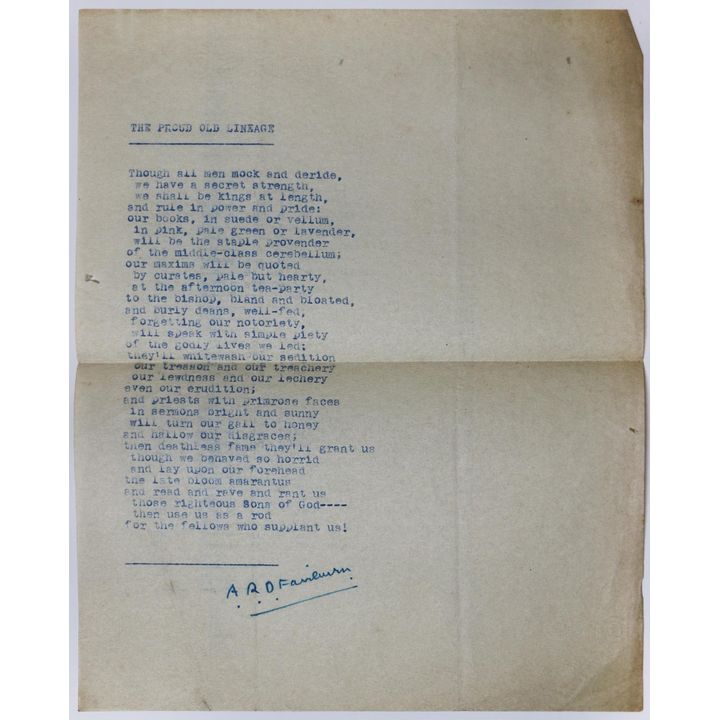 THE PROUD OLD LINEAGE
Though all men mock and deride,
we have a secret strength,
we shall be kings at length,
and rule in power and pride:
our books, in suede or vellum,
in pink, pale green or lavender,
will be the staple provender
of the middle-class cerebellum;
our maxims will be quoted
by curates, pale but hearty,
at the afternoon tea-party
to the bishop, bland and bloated,
and burly deans, well-fed,
forgetting our notoriety,
will speak with simple piety
of the godly lives we led:
they'll whitewash our sedition
our treason and our treachery
our lewdness and our lechery
even our erudition;
and priests with primrose faces
in sermons bright and sunny
will turn our gall to honey
and hallow our disgraces;
then deathless fame they'll grant us
though we behaved so horrid
and lay upon our forehead
the late bloom amarantus
and read and rave and rant us
those righteous Sons of God----
then use us as a rod
for the fellows who supplant us!
A.R.D. Fairburn